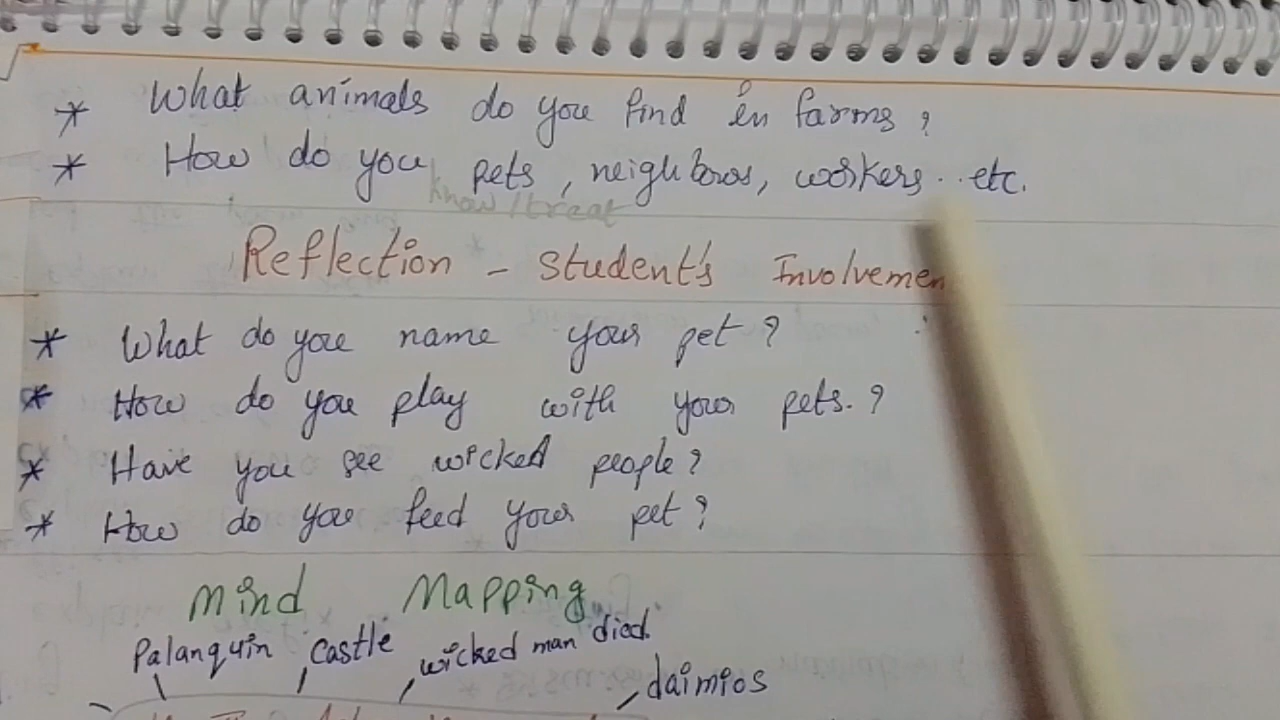 * What animals do you find in farms?
* How do you pets, neighbours, workers.. etc.
know/treat
Reflection - Student's Involvemen
* What do you name your pet?
* How do you play with your pets.?
* Have you see wicked people?
* How do you feed your pet?
Mind Mapping
Palanquin castle wicked man died.
daimios